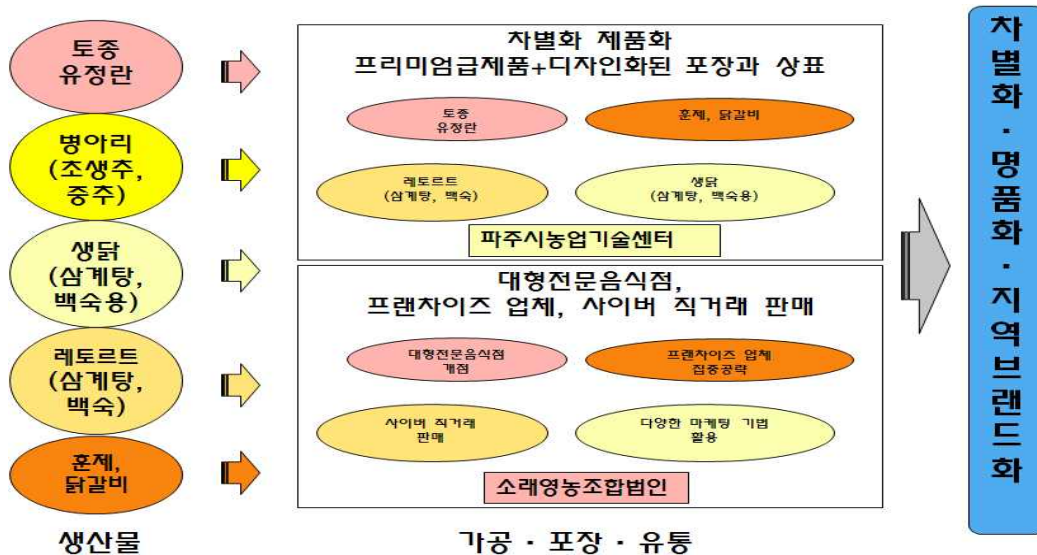 토종
유정란
병아리
(초생추,
중추)
생닭
(삼계탕,
백숙용)
레토르트
(삼계탕,
백숙)
훈제,
닭갈비
생산물
차별화 제품화
프리미엄급제품+디자인화된 포장과 상표
토종
유정란
훈제, 닭갈비
레토르트
(삼계탕, 백숙)
생닭
(삼계탕, 백숙용)
파주시농업기술센터
대형전문음식점,
프랜차이즈 업체, 사이버 직거래 판매
대형전문음식점
개점
프랜차이즈 업체
집중공략
사이버 직거래
판매
다양한 마케팅 기법
활용
소래영농조합법인
가공 · 포장 · 유통
차별화 · 명품화 · 지역브랜드화